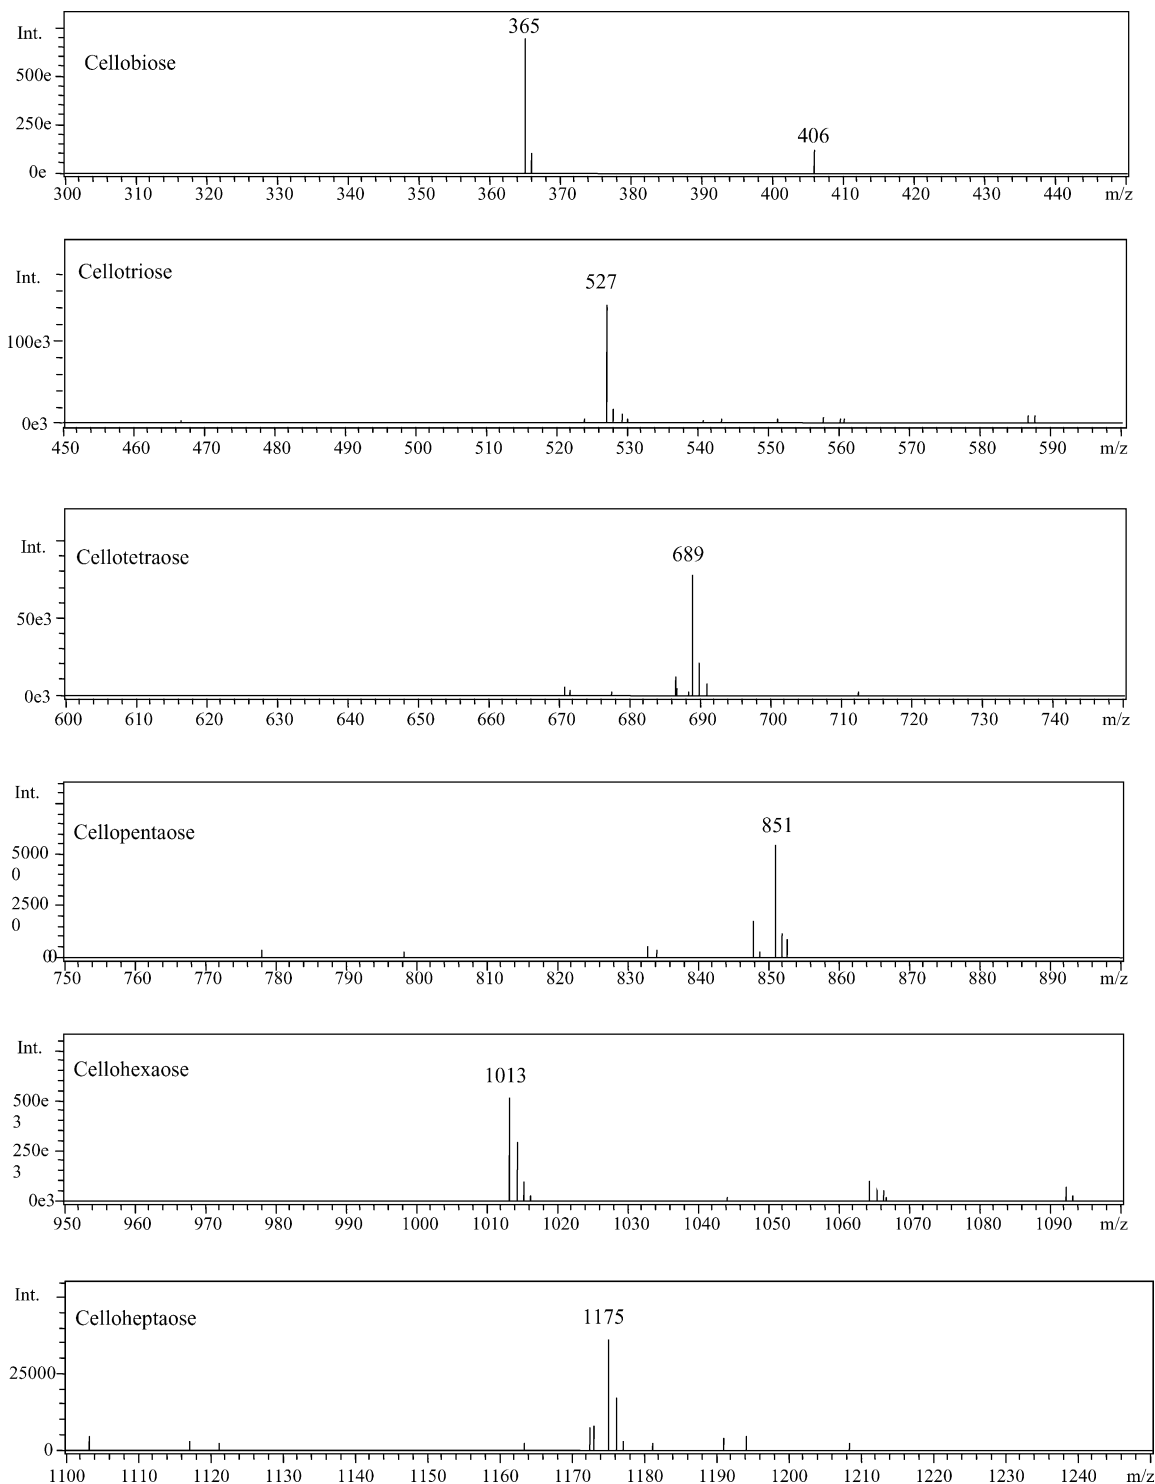 365
Int.
Cellobiose
500e
250e
406
0e
300 310 320 330 340 350 360 370 380 390 400 410 420 430 440 m/z
Int.
Cellotriose
527
100e3
0e3
450 460 470 480 490 500 510 520 530 540 550 560 570 580 590 m/z
Int.
Cellotetraose
689
50e3
0e3
600 610 620 630 640 650 660 670 680 690 700 710 720 730 740 m/z
Int.
Cellopentaose
851
5000
0
2500
0
0
750 760 770 780 790 800 810 820 830 840 850 860 870 880 890 m/z
Int.
Cellohexaose
1013
500e
3
250e
3
0e3
950 960 970 980 990 1000 1010 1020 1030 1040 1050 1060 1070 1080 1090 m/z
Int.
Celloheptaose
1175
25000
0
1100 1110 1120 1130 1140 1150 1160 1170 1180 1190 1200 1210 1220 1230 1240 m/z